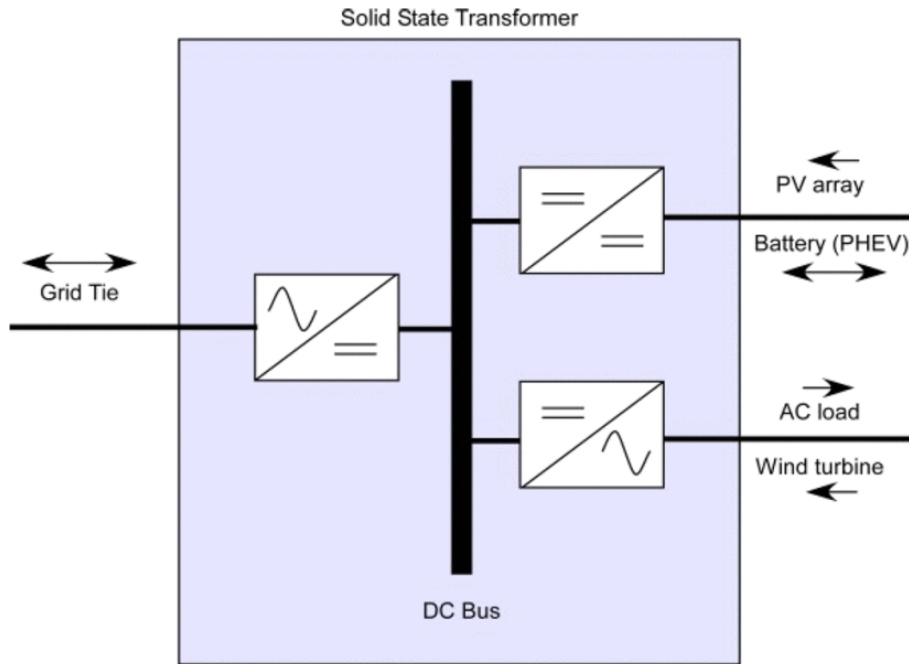 Solid State Transformer
PV array
Battery (PHEV)
Grid Tie
AC load
Wind turbine
DC Bus